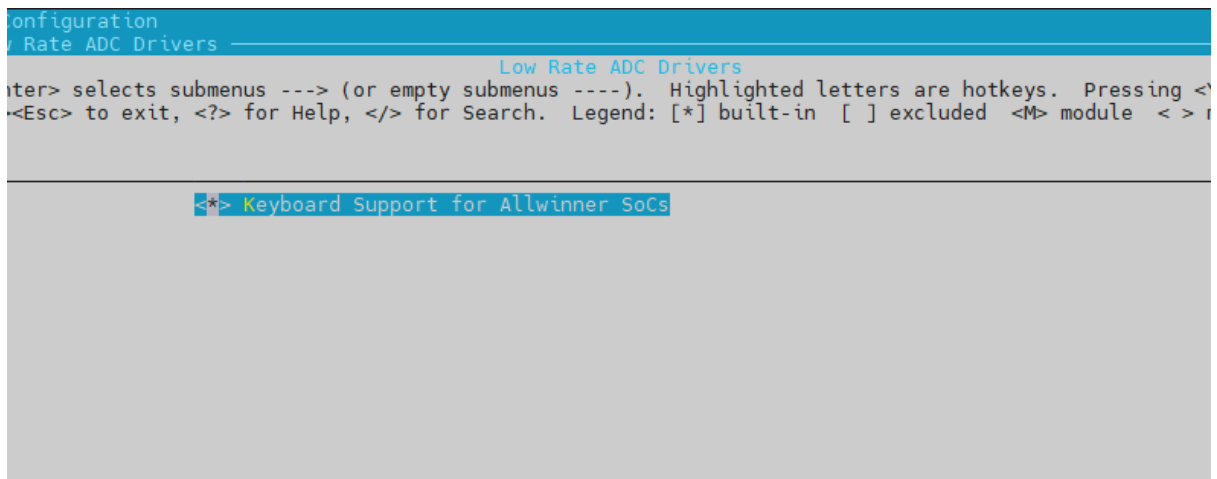 onfiguration
Rate ADC Drivers
Low Rate ADC Drivers
nter> selects submenus ---> (or empty submenus ----).  Highlighted letters are hotkeys.  Pressing <Y
<Esc> to exit, <?> for Help, </> for Search.  Legend: [*] built-in  [ ] excluded  <M> module  < >
<*> Keyboard Support for Allwinner SoCs